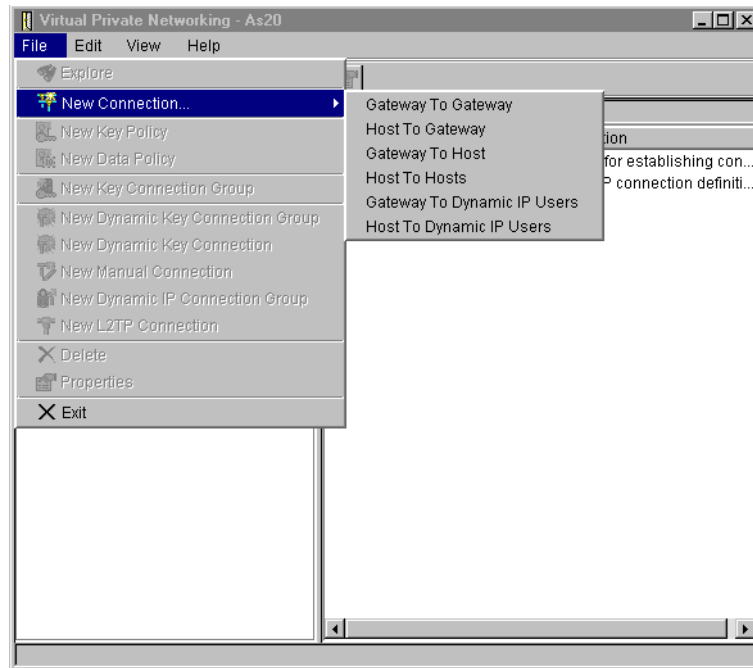 Virtual Private Networking - As20
File Edit View Help
Explore
New Connection...
New Key Policy
New Data Policy
New Key Connection Group
New Dynamic Key Connection Group
New Dynamic Key Connection
New Manual Connection
New Dynamic IP Connection Group
New L2TP Connection
Delete
Properties
Exit
Gateway To Gateway
Host To Gateway
Gateway To Host
Host To Hosts
Gateway To Dynamic IP Users
Host To Dynamic IP Users
tion
for establishing con...
P connection definiti...